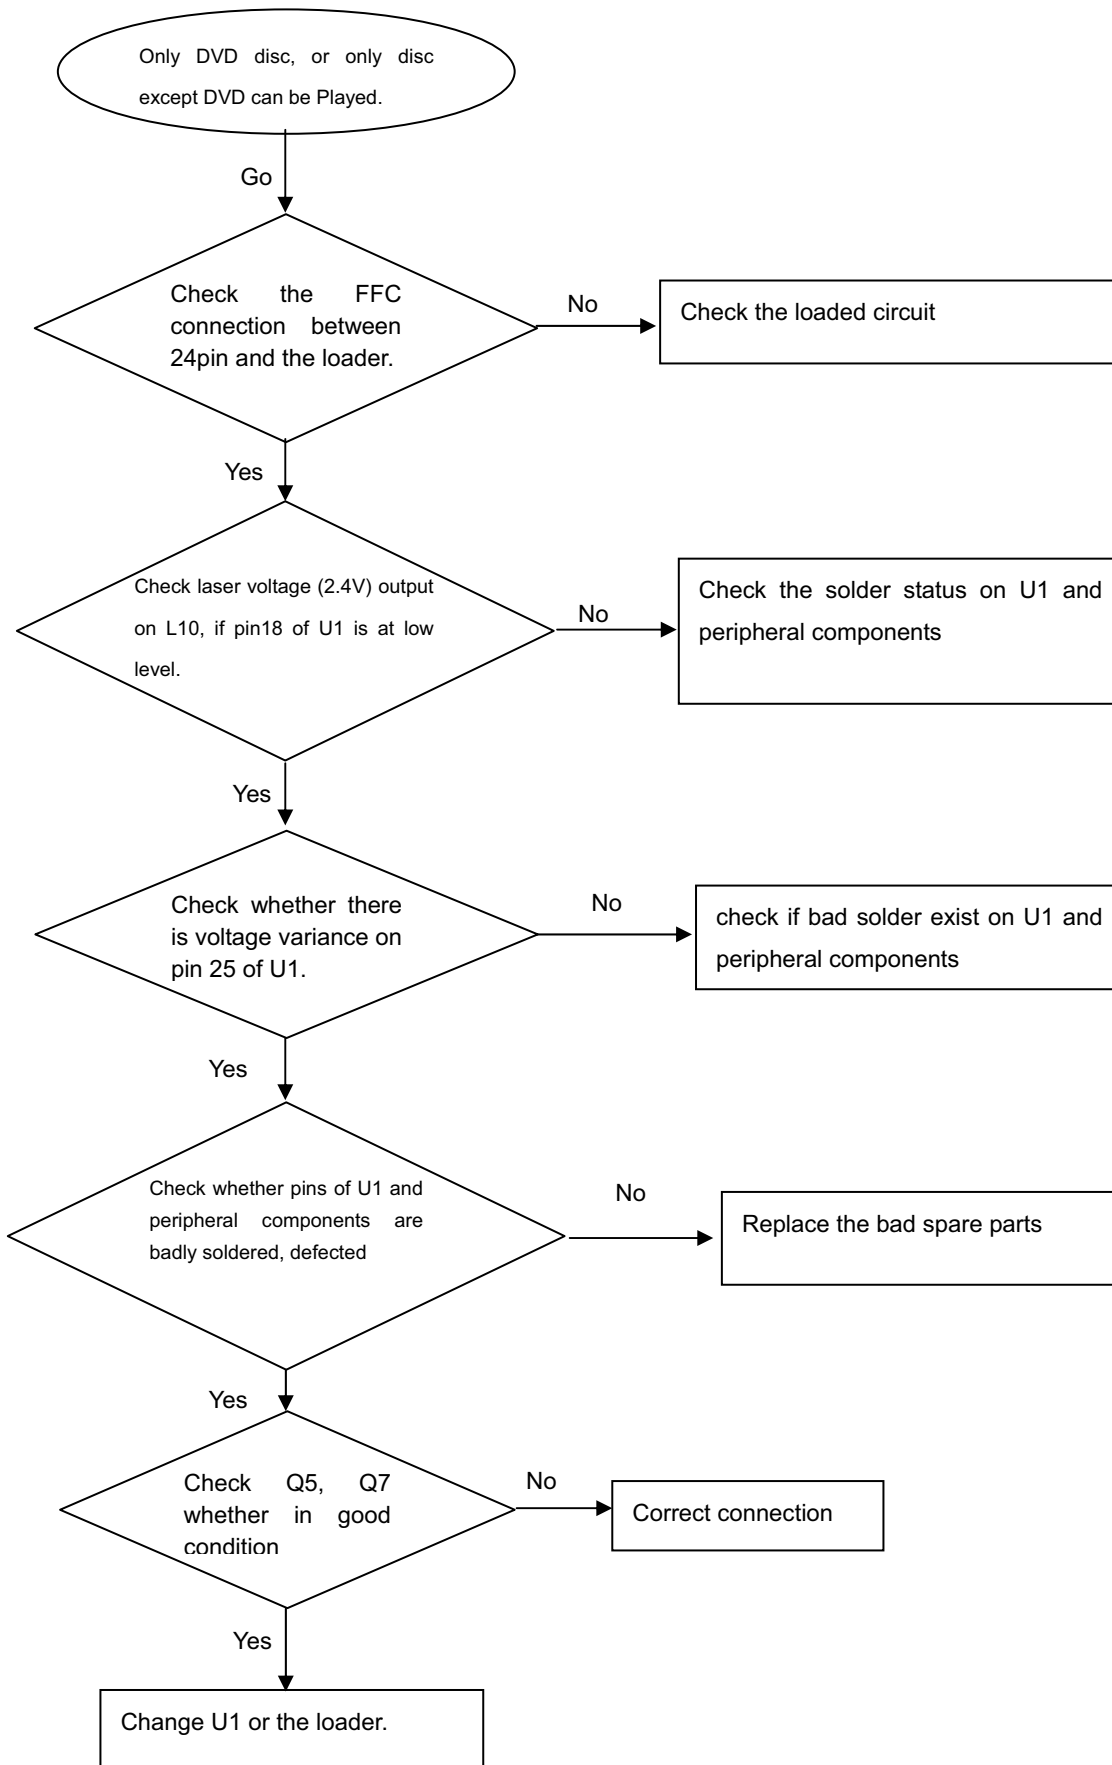 Only DVD disc, or only disc
except DVD can be Played.
Go
Check the FFC
connection between
24pin and the loader.
No
Check the loaded circuit
Yes
Check laser voltage (2.4V) output
on L10, if pin18 of U1 is at low
level.
No
Check the solder status on U1 and
peripheral components
Yes
Check whether there
is voltage variance on
pin 25 of U1.
No
check if bad solder exist on U1 and
peripheral components
Yes
Check whether pins of U1 and
peripheral components are
badly soldered, defected
No
Replace the bad spare parts
Yes
Check Q5, Q7
whether in good
condition
No
Correct connection
Yes
Change U1 or the loader.